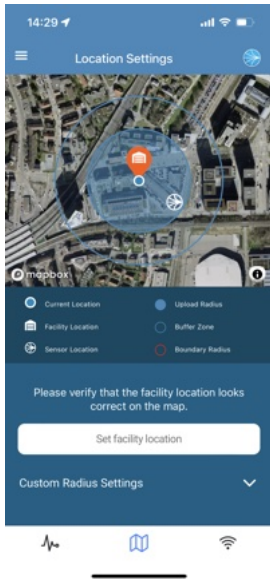 14:29
Location Settings
mapbox
Current Location
Upload Radius
Facility Location
Buffer Zone
Sensor Location
Boundary Radius
Please verify that the facility location looks
correct on the map.
Set facility location
Custom Radius Settings